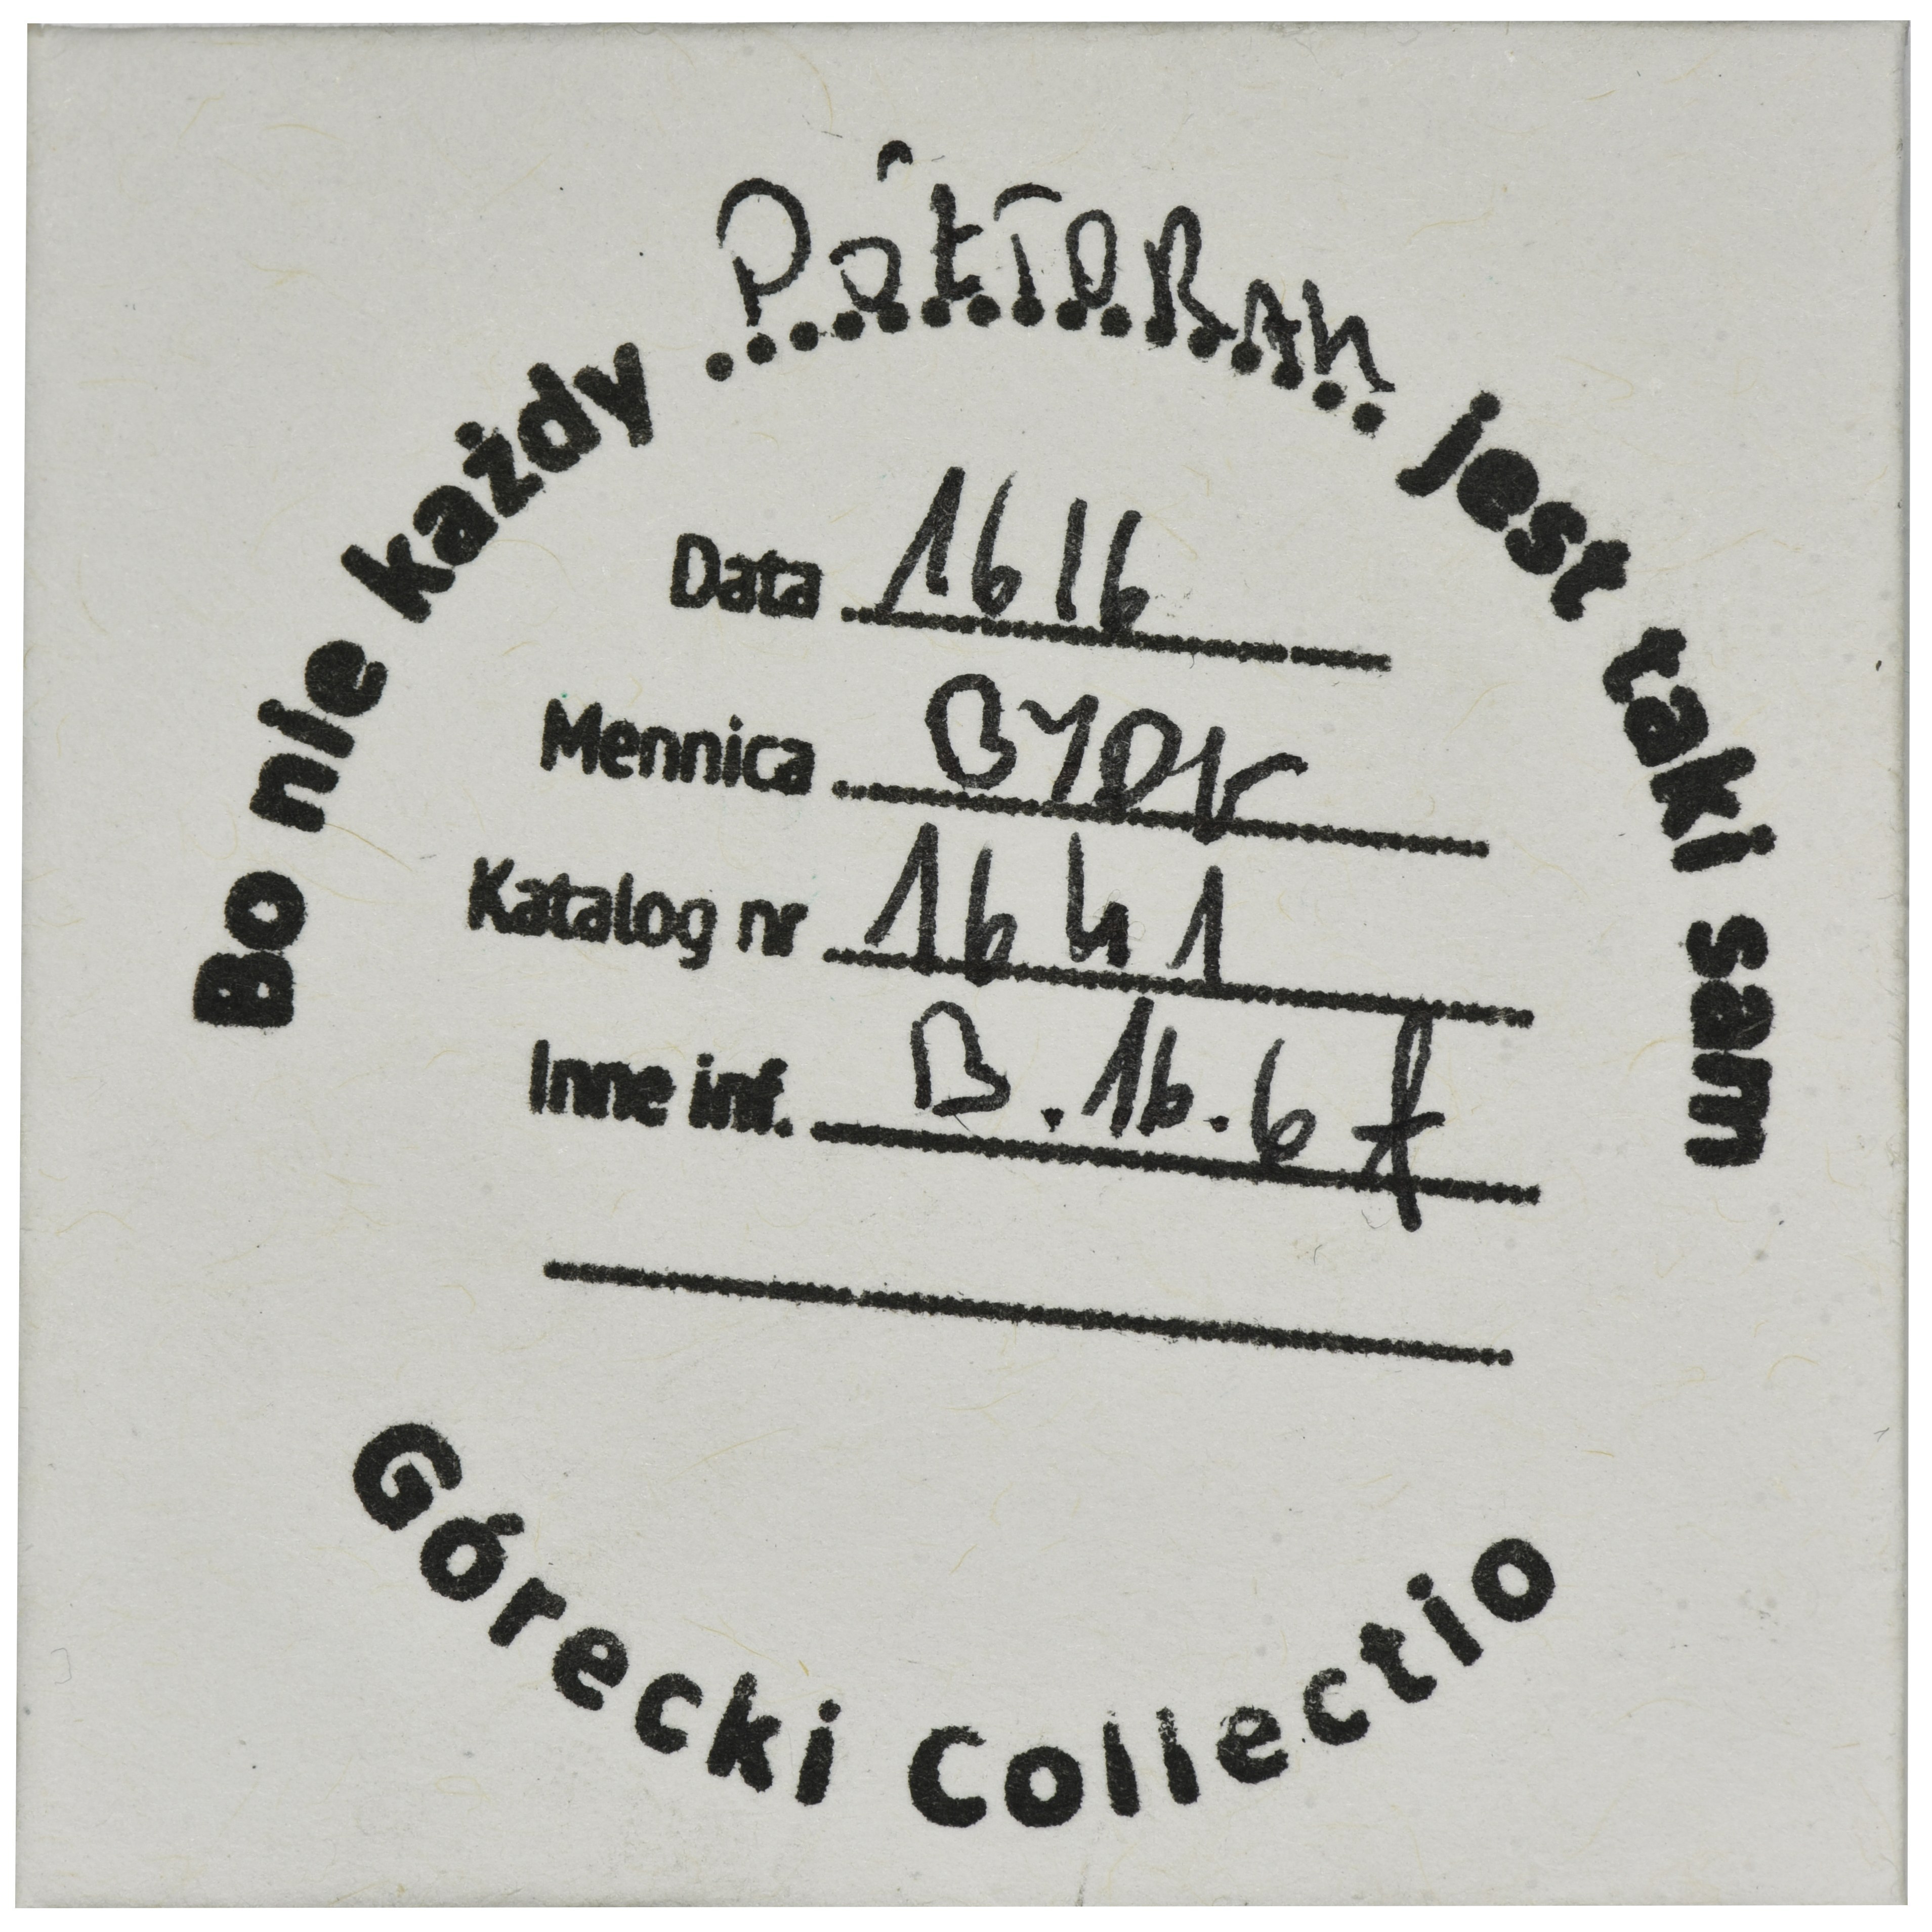 Bo nie każdy PÓŁTORAK jest taki sam
Data 1616
Mennica BYDK
Katalog nr 1641
Inne inf. B.16.6
Górecki Collectio